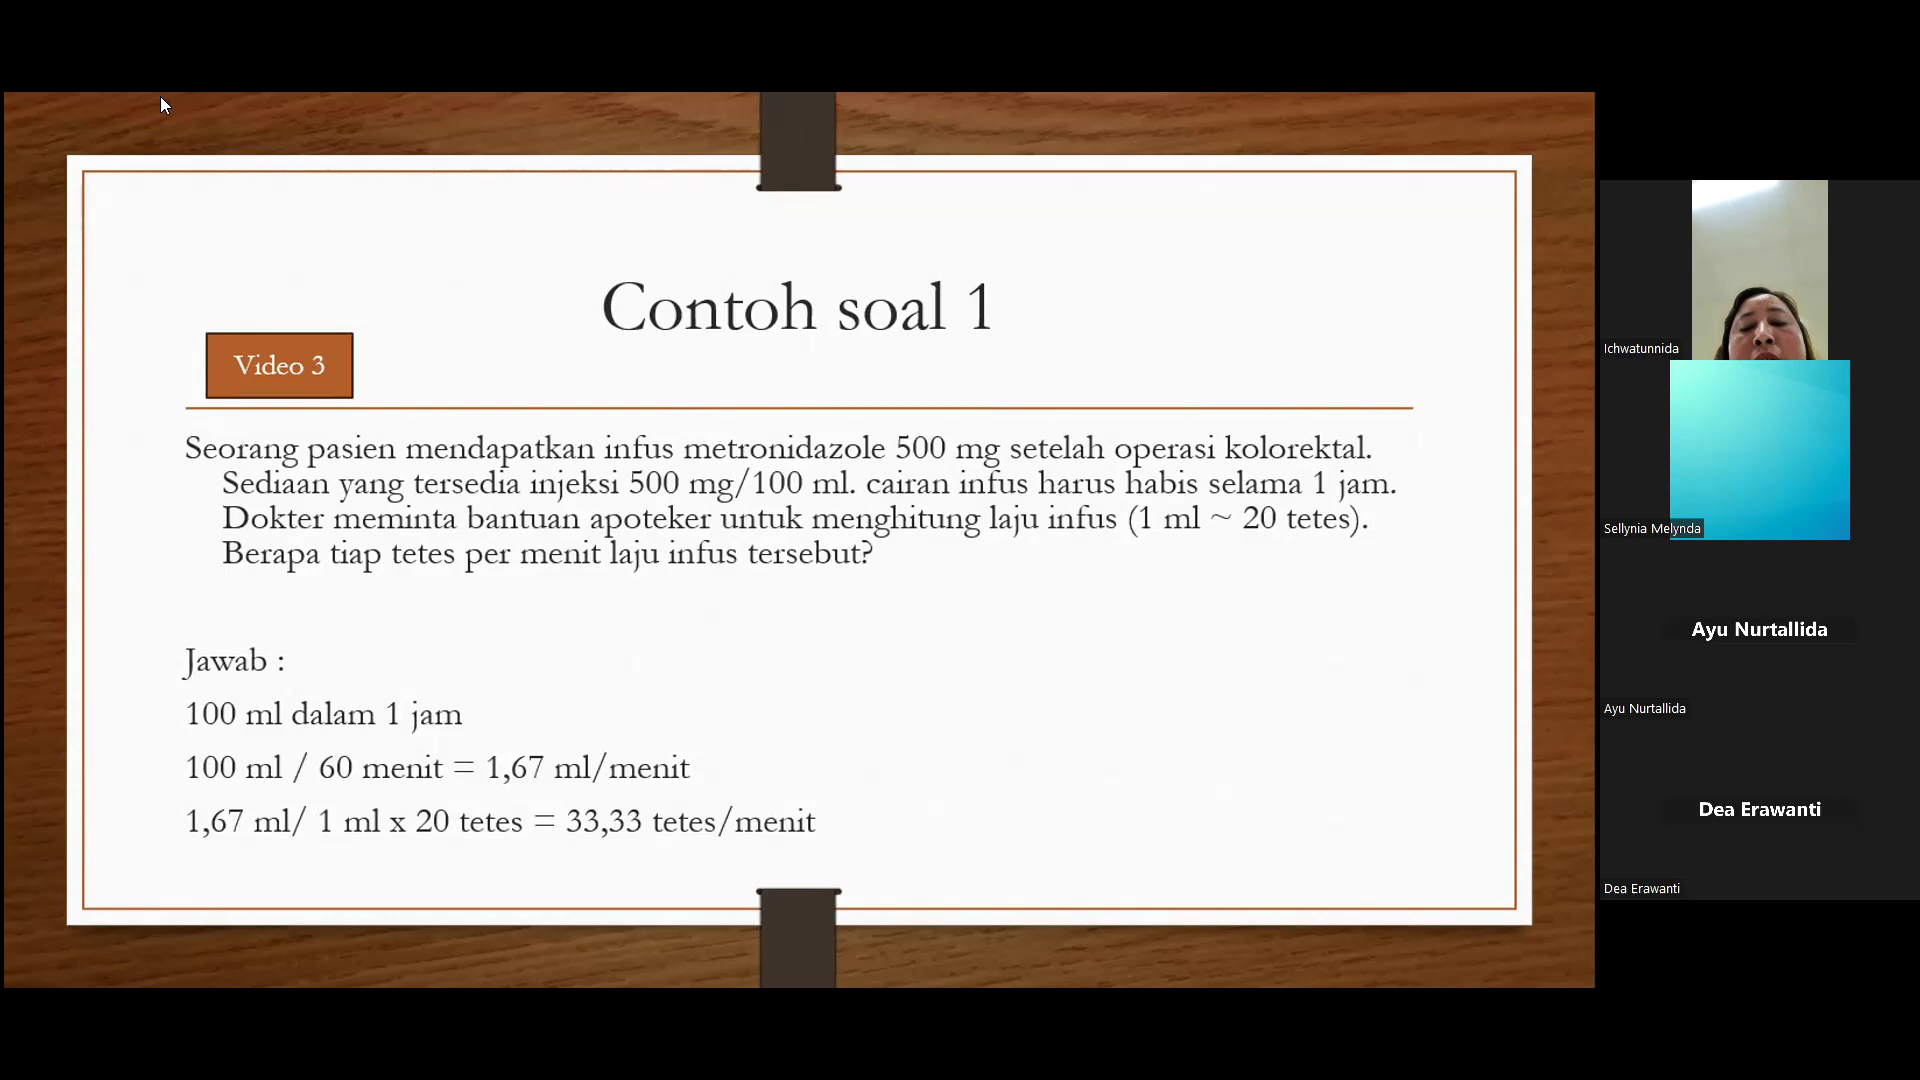 Contoh soal 1
Video 3
Seorang pasien mendapatkan infus metronidazole 500 mg setelah operasi kolorektal.
Sediaan yang tersedia injeksi 500 mg/100 ml. cairan infus harus habis selama 1 jam.
Dokter meminta bantuan apoteker untuk menghitung laju infus (1 ml ~ 20 tetes).
Berapa tiap tetes per menit laju infus tersebut?
Jawab :
100 ml dalam 1 jam
100 ml / 60 menit = 1,67 ml/menit
1,67 ml/ 1 ml x 20 tetes = 33,33 tetes/menit
Ichwatunnida
Sellynia Melynda
Ayu Nurtallida
Ayu Nurtallida
Dea Erawanti
Dea Erawanti